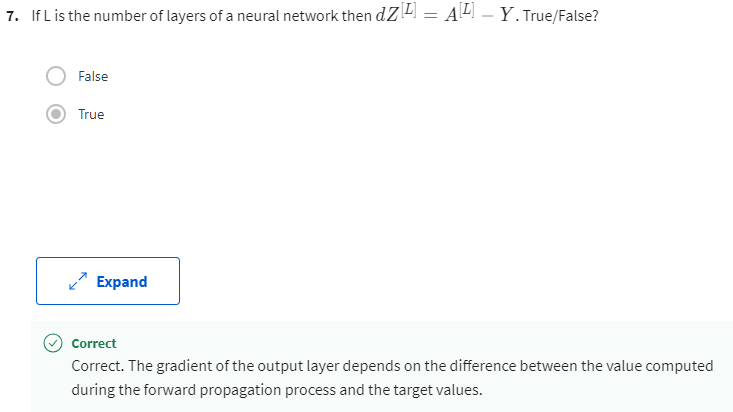 7. If L is the number of layers of a neural network then dZ^[L] = A^[L] − Y. True/False?
False
True
Expand
Correct
Correct. The gradient of the output layer depends on the difference between the value computed
during the forward propagation process and the target values.